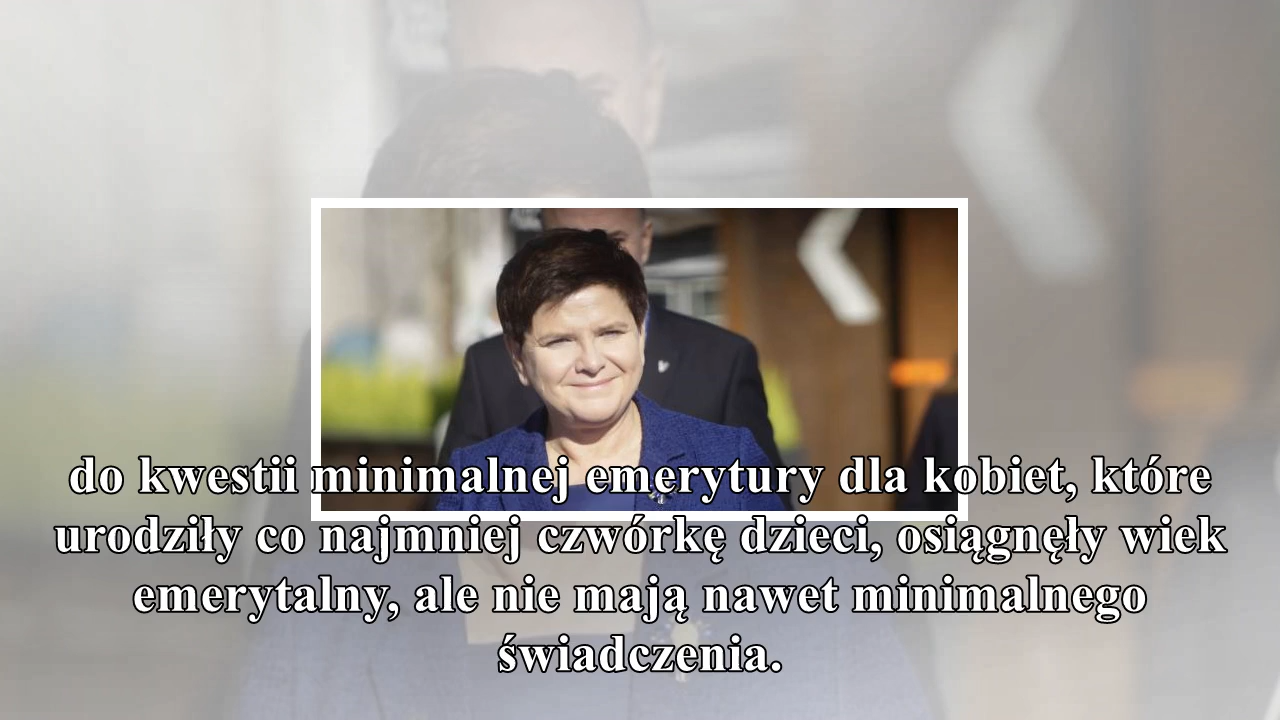 do kwestii minimalnej emerytury dla kobiet, które
urodziły co najmniej czwórkę dzieci, osiągnęły wiek
emerytalny, ale nie mają nawet minimalnego
świadczenia.